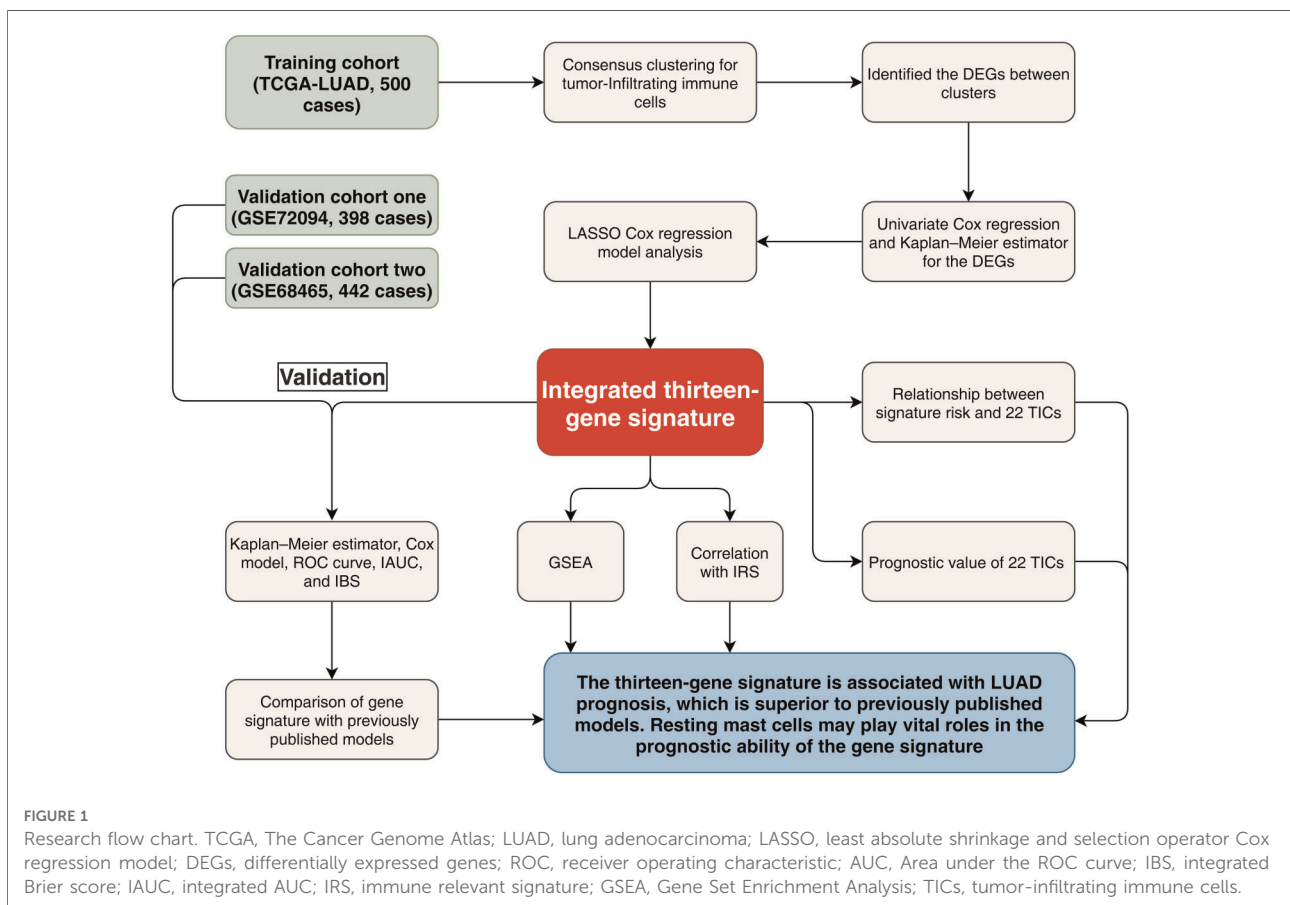 Training cohort
(TCGA-LUAD, 500
cases)
Consensus clustering for
tumor-Infiltrating immune
cells
Identified the DEGs between
clusters
Validation cohort one
(GSE72094, 398 cases)
Validation cohort two
(GSE68465, 442 cases)
LASSO Cox regression
model analysis
Univariate Cox regression
and Kaplan–Meier estimator
for the DEGs
Validation
Integrated thirteen-
gene signature
Relationship between
signature risk and 22 TICs
Kaplan–Meier estimator, Cox
model, ROC curve, IAUC,
and IBS
GSEA
Correlation
with IRS
Prognostic value of 22 TICs
Comparison of gene
signature with previously
published models
The thirteen-gene signature is associated with LUAD
prognosis, which is superior to previously published
models. Resting mast cells may play vital roles in the
prognostic ability of the gene signature
FIGURE 1
Research flow chart. TCGA, The Cancer Genome Atlas; LUAD, lung adenocarcinoma; LASSO, least absolute shrinkage and selection operator Cox
regression model; DEGs, differentially expressed genes; ROC, receiver operating characteristic; AUC, Area under the ROC curve; IBS, integrated
Brier score; IAUC, integrated AUC; IRS, immune relevant signature; GSEA, Gene Set Enrichment Analysis; TICs, tumor-infiltrating immune cells.